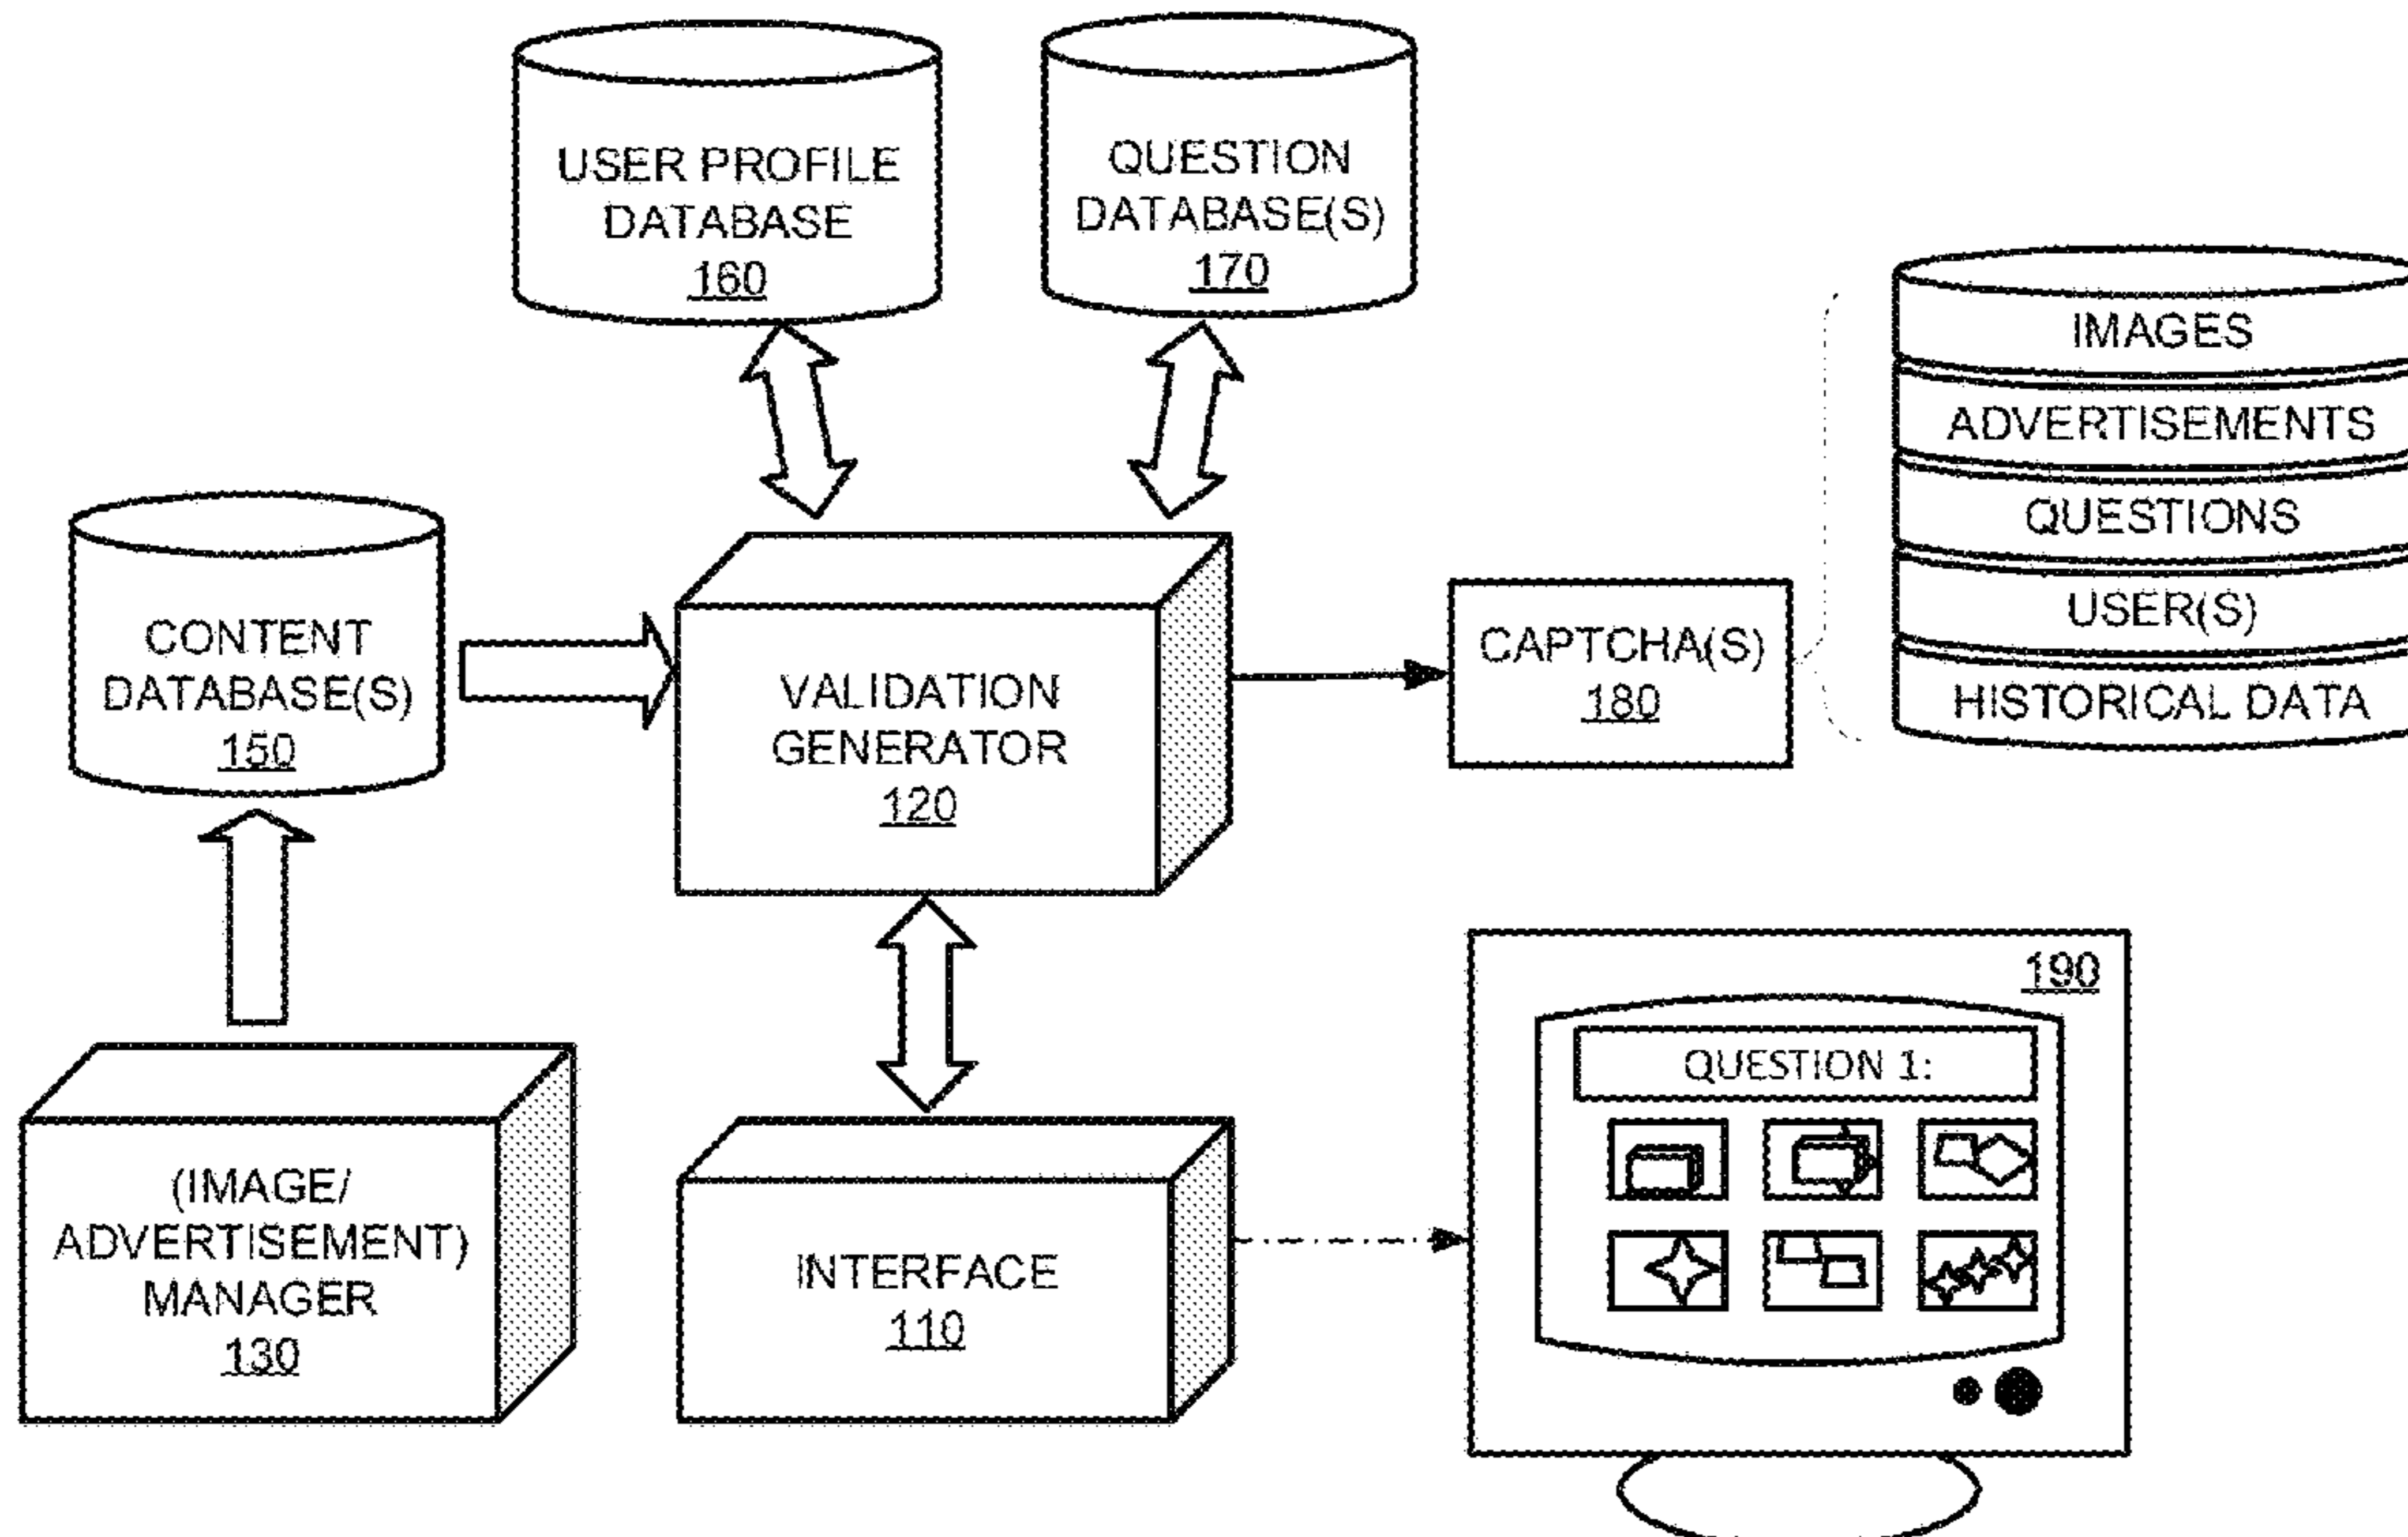 USER PROFILE
DATABASE
160
QUESTION
DATABASE(S)
170
IMAGES
ADVERTISEMENTS
QUESTIONS
USER(S)
HISTORICAL DATA
CONTENT
DATABASE(S)
150
VALIDATION
GENERATOR
120
CAPTCHA(S)
180
(IMAGE/
ADVERTISEMENT)
MANAGER
130
INTERFACE
110
190
QUESTION 1: